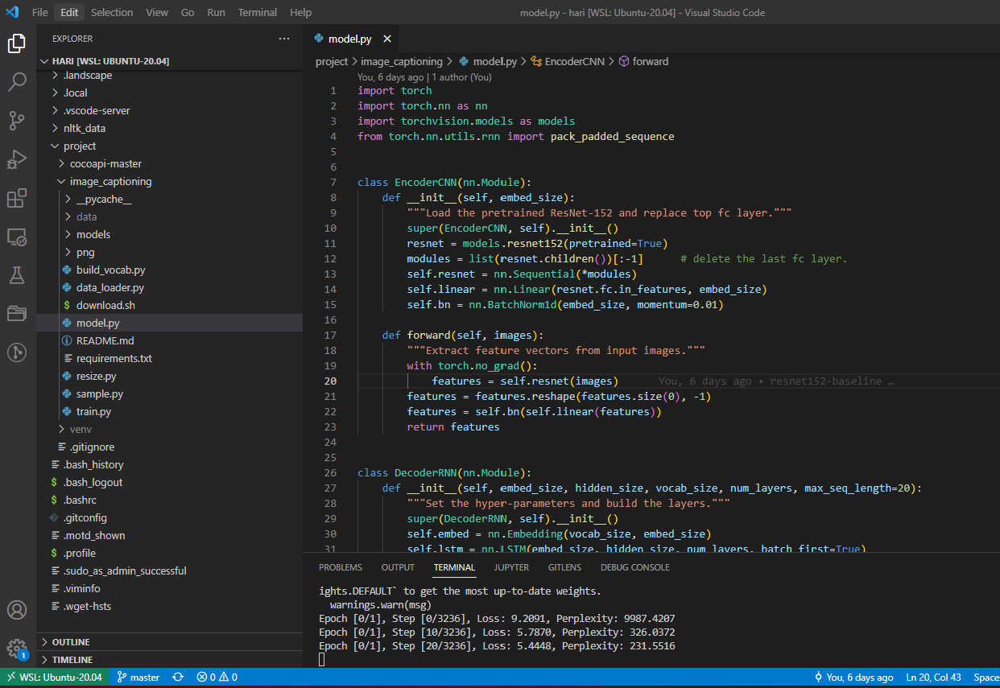 File Edit Selection View Go Run Terminal Help model.py - hari [WSL: Ubuntu-20.04] - Visual Studio Code
EXPLORER ...
HARI [WSL: UBUNTU-20.04]
.landscape
.local
.vscode-server
nltk_data
project
cocoapi-master
image_captioning
__pycache__
data
models
png
build_vocab.py
data_loader.py
$ download.sh
model.py
README.md
requirements.txt
resize.py
sample.py
train.py
venv
.gitignore
.bash_history
$ .bash_logout
$ .bashrc
.gitconfig
.motd_shown
$ .profile
.sudo_as_admin_successful
.viminfo
.wget-hsts
OUTLINE
TIMELINE
1
model.py ×
project > image_captioning > model.py > EncoderCNN > forward
You, 6 days ago | 1 author (You)
1 import torch
2 import torch.nn as nn
3 import torchvision.models as models
4 from torch.nn.utils.rnn import pack_padded_sequence
5
6
7 class EncoderCNN(nn.Module):
8     def __init__(self, embed_size):
9         """Load the pretrained ResNet-152 and replace top fc layer."""
10         super(EncoderCNN, self).__init__()
11         resnet = models.resnet152(pretrained=True)
12         modules = list(resnet.children())[:-1]      # delete the last fc layer.
13         self.resnet = nn.Sequential(*modules)
14         self.linear = nn.Linear(resnet.fc.in_features, embed_size)
15         self.bn = nn.BatchNorm1d(embed_size, momentum=0.01)
16
17     def forward(self, images):
18         """Extract feature vectors from input images."""
19         with torch.no_grad():
20             features = self.resnet(images)      You, 6 days ago • resnet152-baseline …
21         features = features.reshape(features.size(0), -1)
22         features = self.bn(self.linear(features))
23         return features
24
25
26 class DecoderRNN(nn.Module):
27     def __init__(self, embed_size, hidden_size, vocab_size, num_layers, max_seq_length=20):
28         """Set the hyper-parameters and build the layers."""
29         super(DecoderRNN, self).__init__()
30         self.embed = nn.Embedding(vocab_size, embed_size)
31         self.lstm = nn.LSTM(embed_size, hidden_size, num_layers, batch_first=True)
PROBLEMS OUTPUT TERMINAL JUPYTER GITLENS DEBUG CONSOLE
ights.DEFAULT` to get the most up-to-date weights.
  warnings.warn(msg)
Epoch [0/1], Step [0/3236], Loss: 9.2091, Perplexity: 9987.4207
Epoch [0/1], Step [10/3236], Loss: 5.7870, Perplexity: 326.0372
Epoch [0/1], Step [20/3236], Loss: 5.4448, Perplexity: 231.5516
WSL: Ubuntu-20.04 master 0 0 You, 6 days ago Ln 20, Col 43 Space